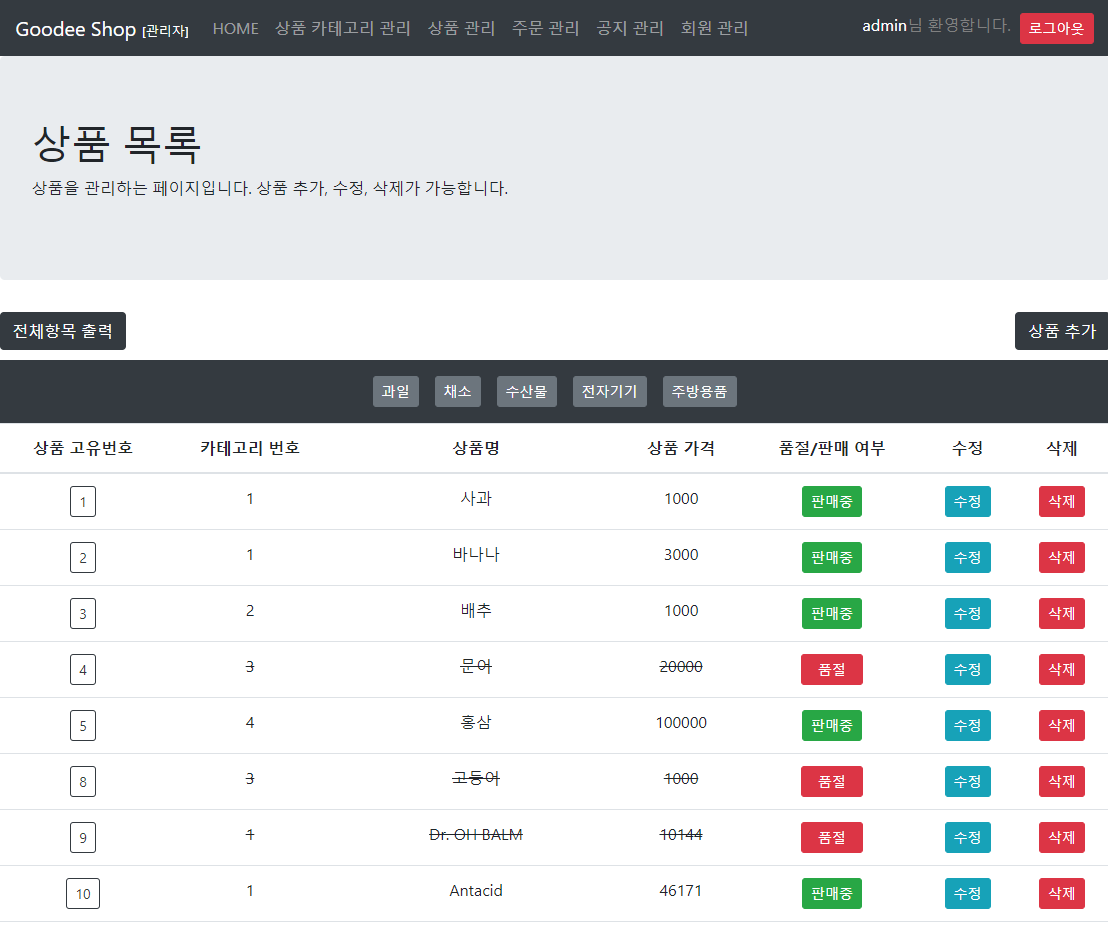 Goodee Shop [관리자] HOME 상품 카테고리 관리 상품 관리 주문 관리 공지 관리 회원 관리 admin님 환영합니다. 로그아웃
상품 목록
상품을 관리하는 페이지입니다. 상품 추가, 수정, 삭제가 가능합니다.
전체항목 출력 상품 추가
과일 채소 수산물 전자기기 주방용품
상품 고유번호 카테고리 번호 상품명 상품 가격 품절/판매 여부 수정 삭제
1 1 사과 1000 판매중 수정 삭제
2 1 바나나 3000 판매중 수정 삭제
3 2 배추 1000 판매중 수정 삭제
4 3 문어 20000 품절 수정 삭제
5 4 홍삼 100000 판매중 수정 삭제
8 3 고등어 1000 품절 수정 삭제
9 1 Dr. OH BALM 10144 품절 수정 삭제
10 1 Antacid 46171 판매중 수정 삭제